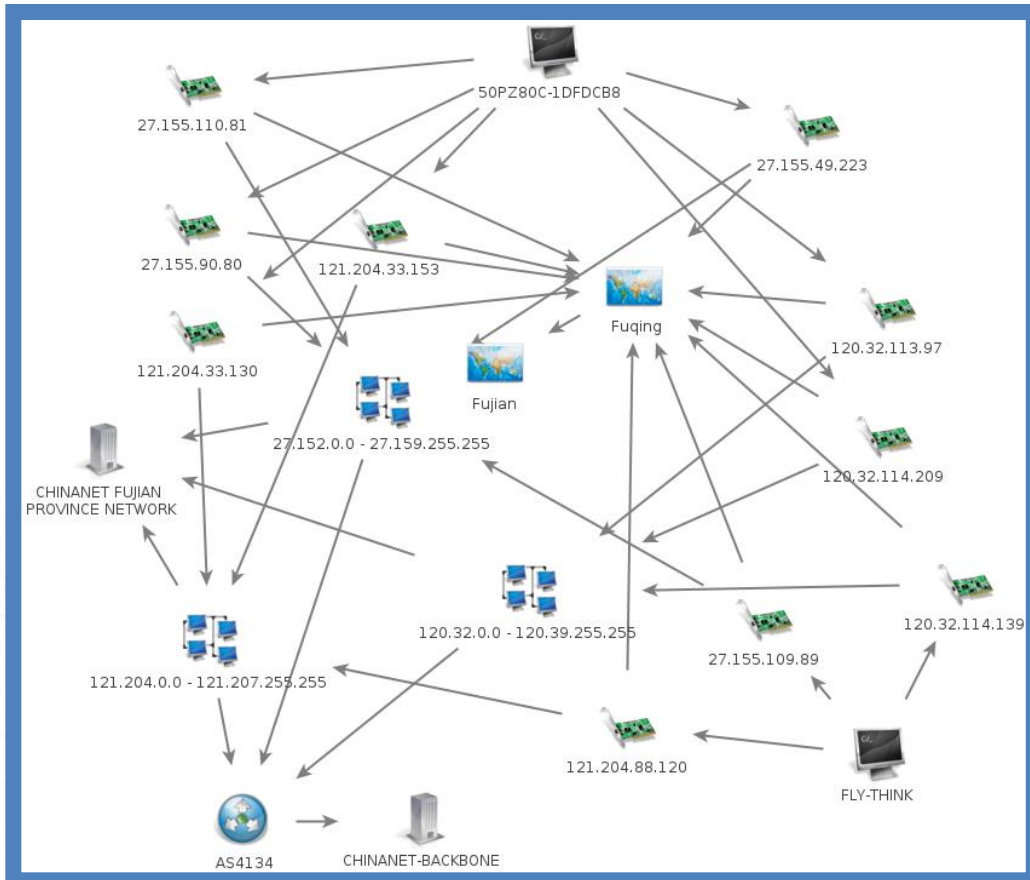 50PZ80C-1DFDCB8
27.155.110.81
27.155.49.223
27.155.90.80
121.204.33.153
Fuqing
120.32.113.97
121.204.33.130
Fujian
27.152.0.0 - 27.159.255.255
120.32.114.209
CHINANET FUJIAN
PROVINCE NETWORK
120.32.0.0 - 120.39.255.255
120.32.114.139
27.155.109.89
121.204.0.0 - 121.207.255.255
121.204.88.120
FLY-THINK
AS4134
CHINANET-BACKBONE